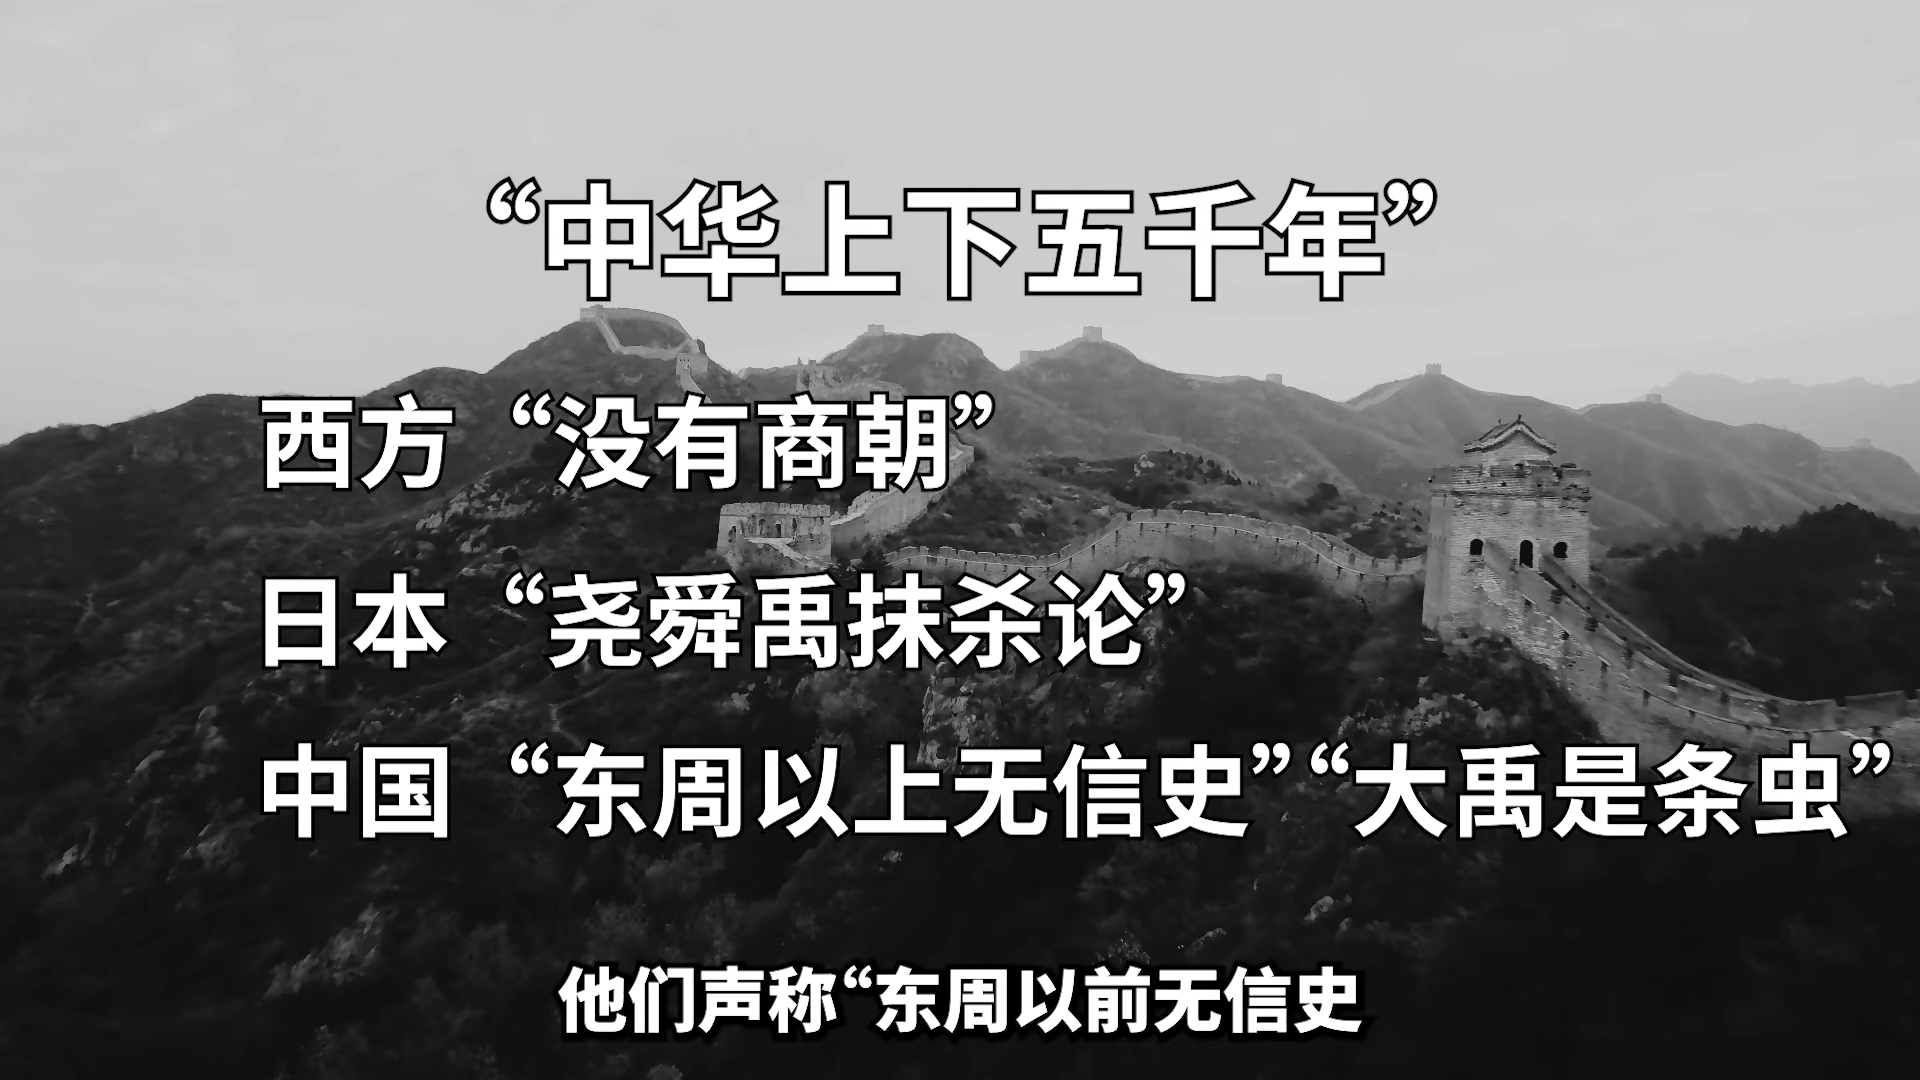 “中华上下五千年”
西方 “没有商朝”
日本 “尧舜禹抹杀论”
中国 “东周以上无信史”“大禹是条虫”
他们声称“东周以前无信史